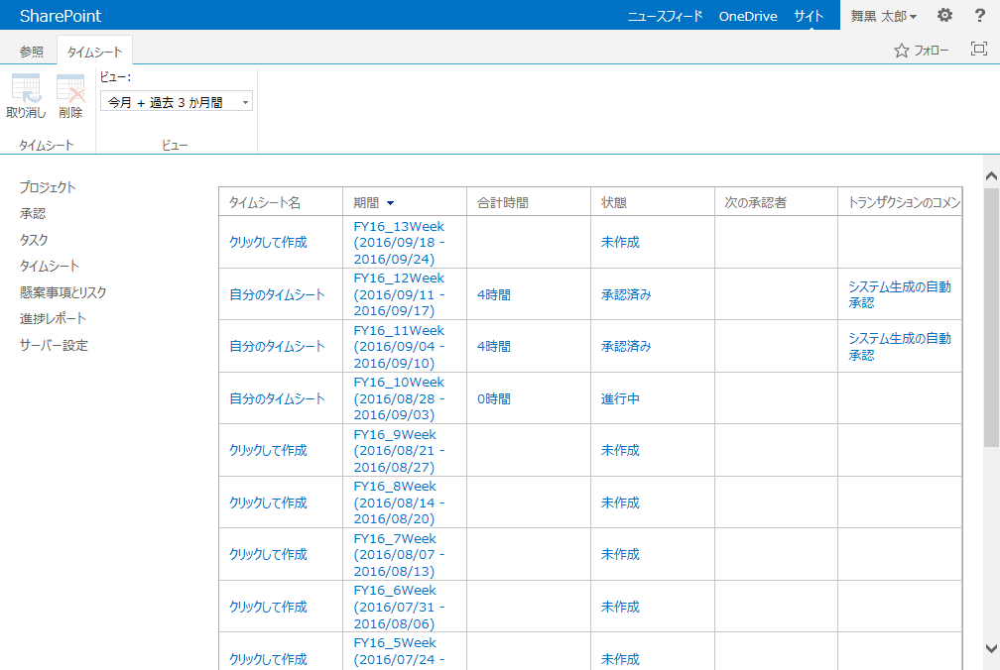 SharePoint
ニュースフィード OneDrive サイト 舞黒 太郎 ?
参照 タイムシート フォロー
ビュー:
今月 + 過去 3 か月間
取り消し 削除
タイムシート ビュー
プロジェクト
承認
タスク
タイムシート
懸案事項とリスク
進捗レポート
サーバー設定
タイムシート名 期間 合計時間 状態 次の承認者 トランザクションのコメン
FY16_13Week
クリックして作成 (2016/09/18 - 未作成
2016/09/24)
FY16_12Week
自分のタイムシート (2016/09/11 - 4時間 承認済み システム生成の自動
2016/09/17) 承認
FY16_11Week
自分のタイムシート (2016/09/04 - 4時間 承認済み システム生成の自動
2016/09/10) 承認
FY16_10Week
自分のタイムシート (2016/08/28 - 0時間 進行中
2016/09/03)
FY16_9Week
クリックして作成 (2016/08/21 - 未作成
2016/08/27)
FY16_8Week
クリックして作成 (2016/08/14 - 未作成
2016/08/20)
FY16_7Week
クリックして作成 (2016/08/07 - 未作成
2016/08/13)
FY16_6Week
クリックして作成 (2016/07/31 - 未作成
2016/08/06)
FY16_5Week
クリックして作成 (2016/07/24 - 未作成